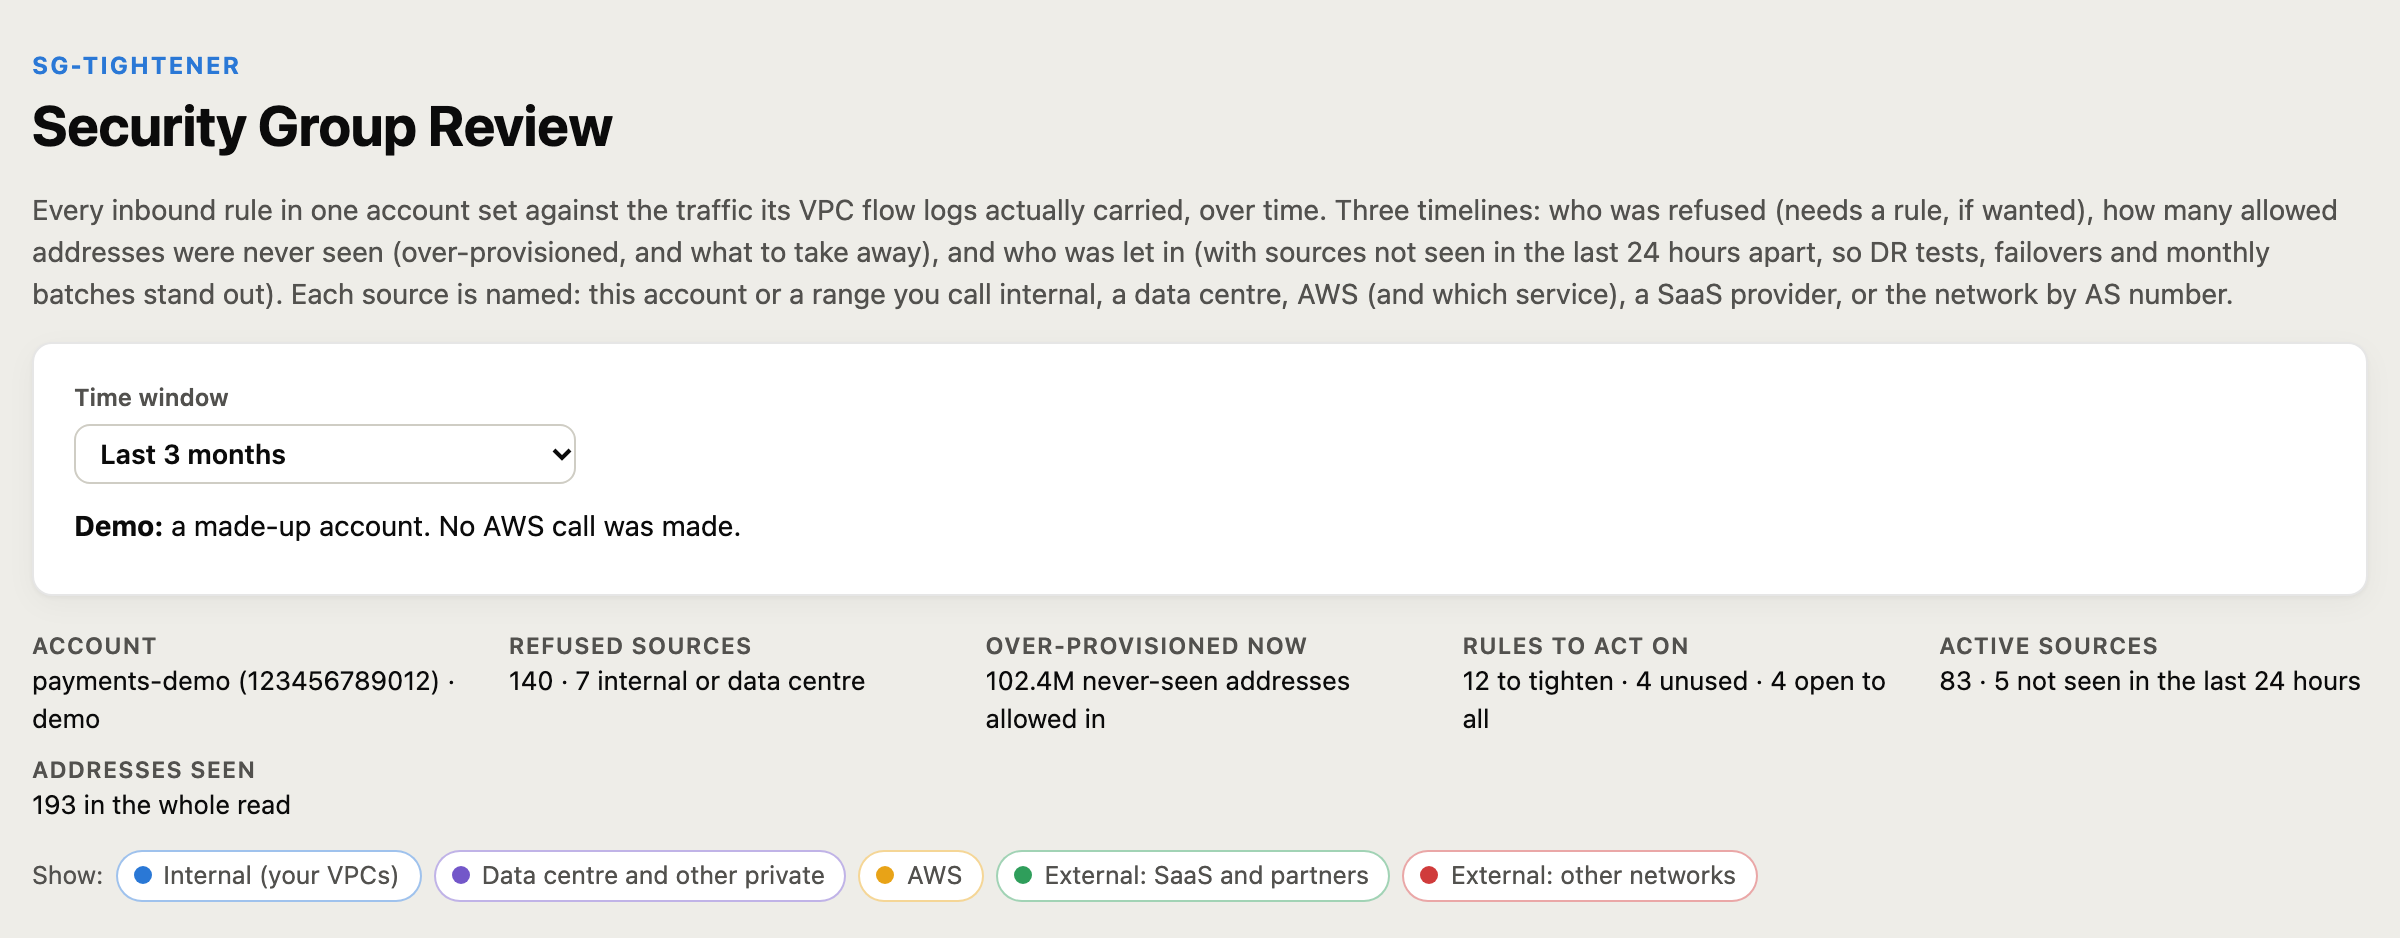 SG-TIGHTENER
Security Group Review
Every inbound rule in one account set against the traffic its VPC flow logs actually carried, over time. Three timelines: who was refused (needs a rule, if wanted), how many allowed
addresses were never seen (over-provisioned, and what to take away), and who was let in (with sources not seen in the last 24 hours apart, so DR tests, failovers and monthly
batches stand out). Each source is named: this account or a range you call internal, a data centre, AWS (and which service), a SaaS provider, or the network by AS number.
Time window
Last 3 months
Demo: a made-up account. No AWS call was made.
ACCOUNT
payments-demo (123456789012) ·
demo
REFUSED SOURCES
140 · 7 internal or data centre
OVER-PROVISIONED NOW
102.4M never-seen addresses
allowed in
RULES TO ACT ON
12 to tighten · 4 unused · 4 open to
all
ACTIVE SOURCES
83 · 5 not seen in the last 24 hours
ADDRESSES SEEN
193 in the whole read
Show: Internal (your VPCs) Data centre and other private AWS External: SaaS and partners External: other networks